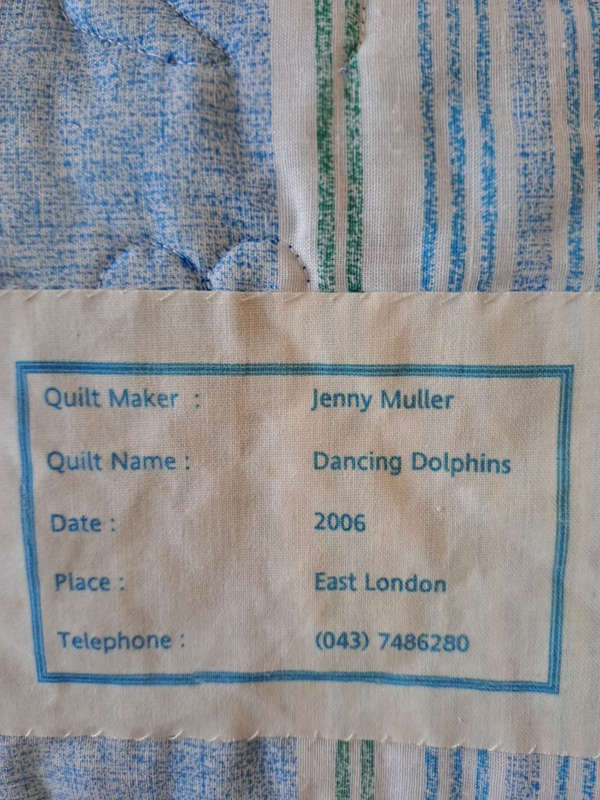 Quilt Maker : Jenny Muller
Quilt Name : Dancing Dolphins
Date : 2006
Place : East London
Telephone : (043) 7486280